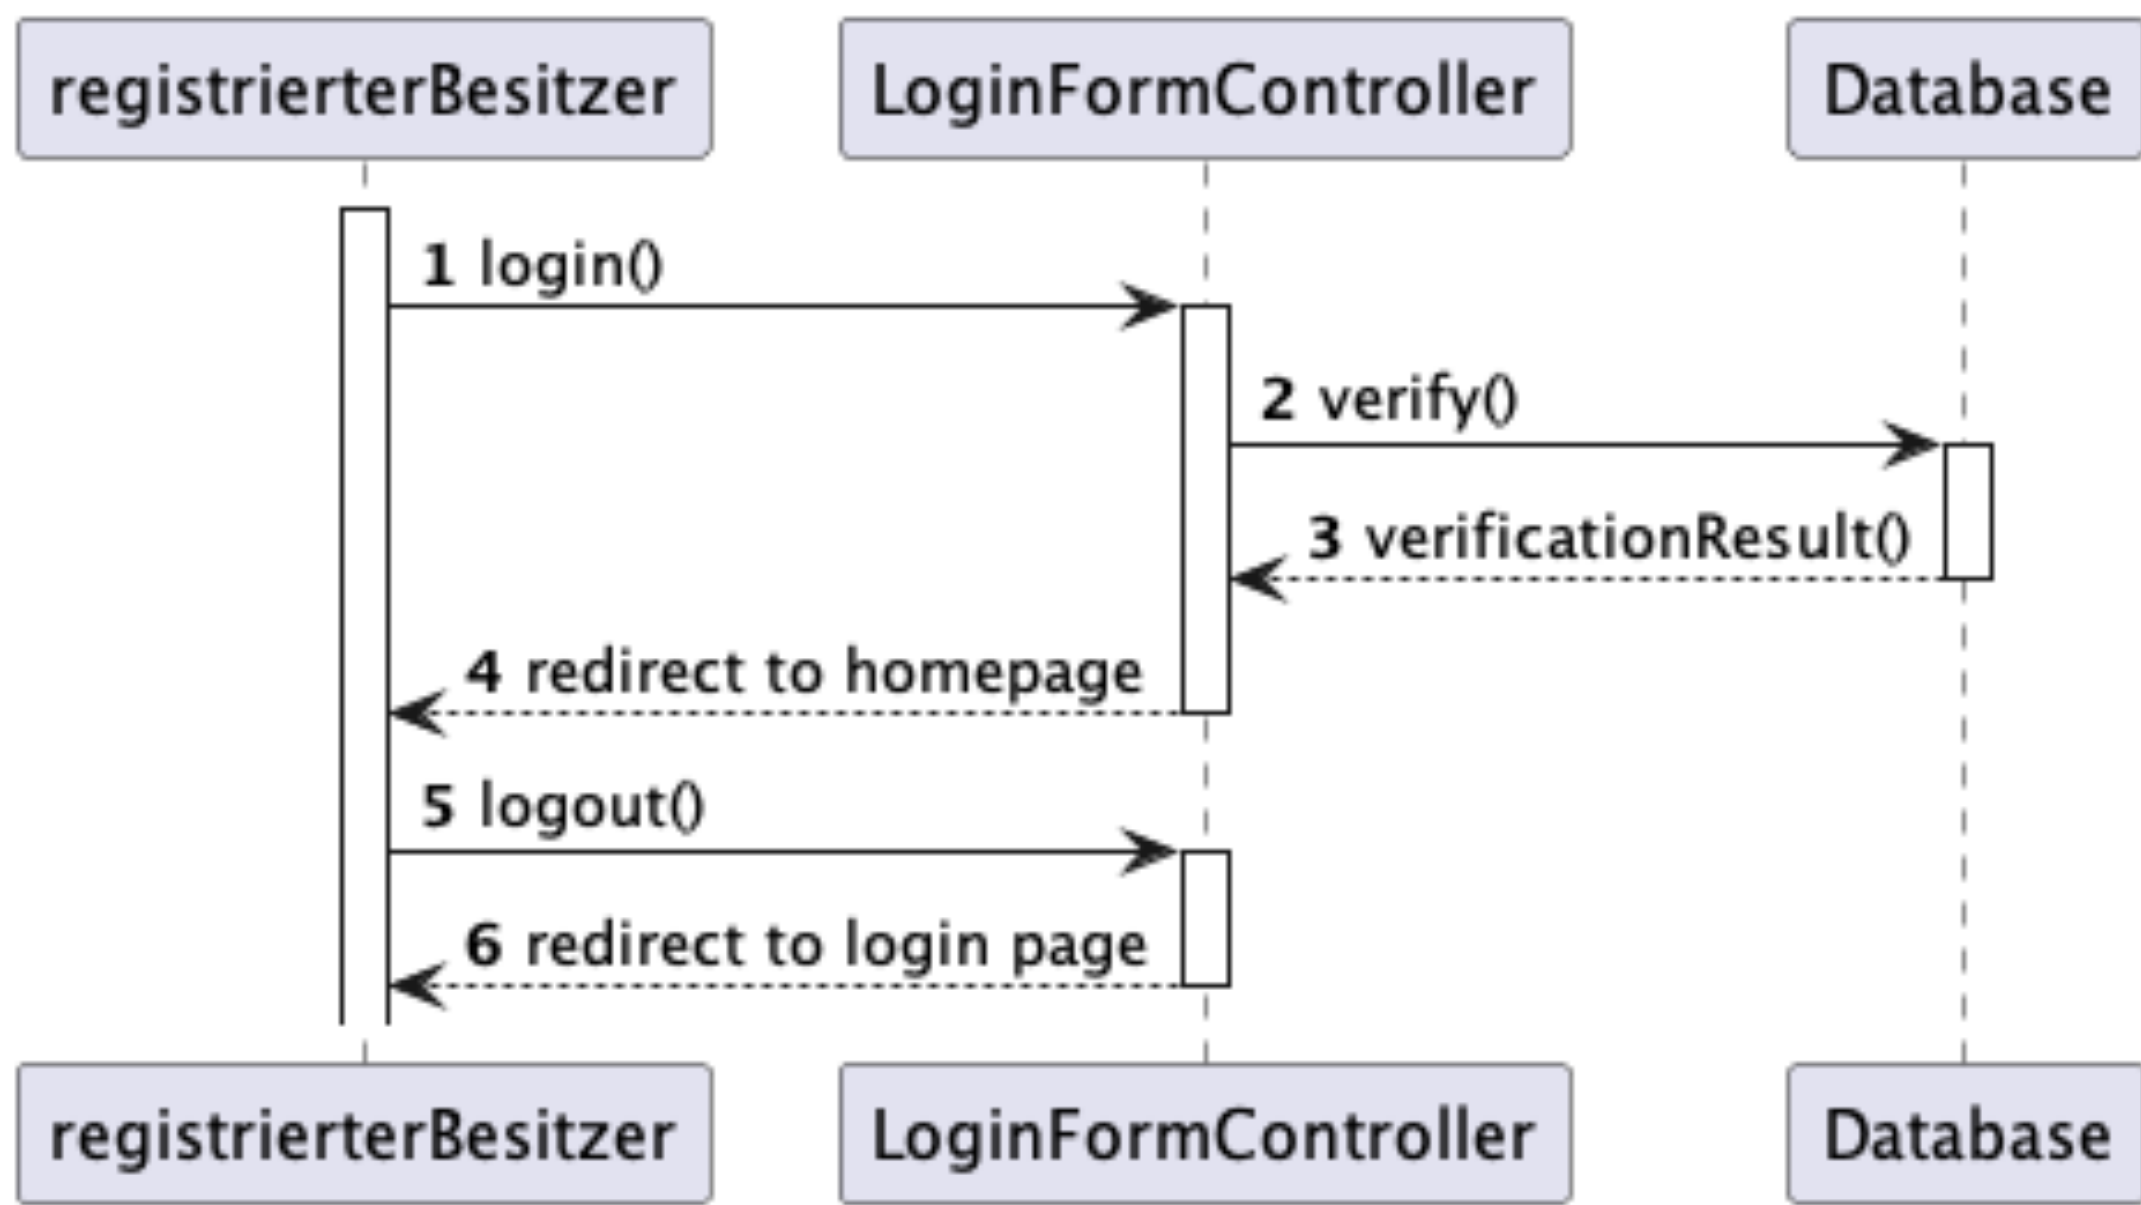 registrierterBesitzer
LoginFormController
Database
1 login()
2 verify()
3 verificationResult()
4 redirect to homepage
5 logout()
6 redirect to login page
registrierterBesitzer
LoginFormController
Database